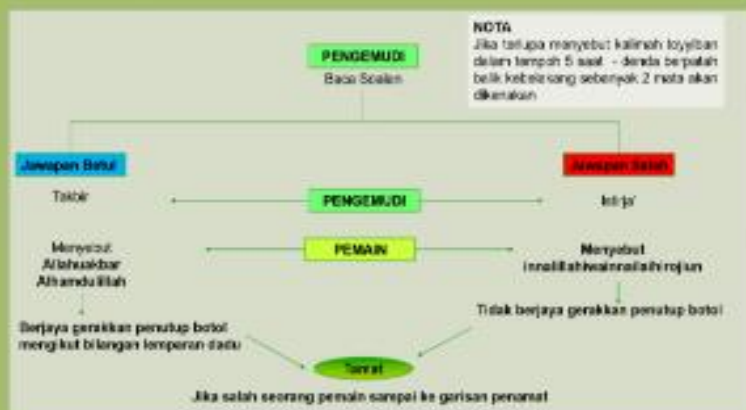 NOTA
Jika terlupa menyebut kalimah toyyibah
dalam tempoh 5 saat - denda berpatah
balik kebelakang sebanyak 2 mata akan
dikenakan
PENGEMUDI
Baca Soalan
Jawapan Betul
Jawapan Salah
Takbir
PENGEMUDI
Istirja'
Menyebut
Allahuakbar
Alhamdulillah
PEMAIN
Menyebut
innalillahiwainnailaihirojiun
Tidak berjaya gerakkan penutup botol
Berjaya gerakkan penutup botol
mengikut bilangan lemparan dadu
Tamat
Jika salah seorang pemain sampai ke garisan penamat